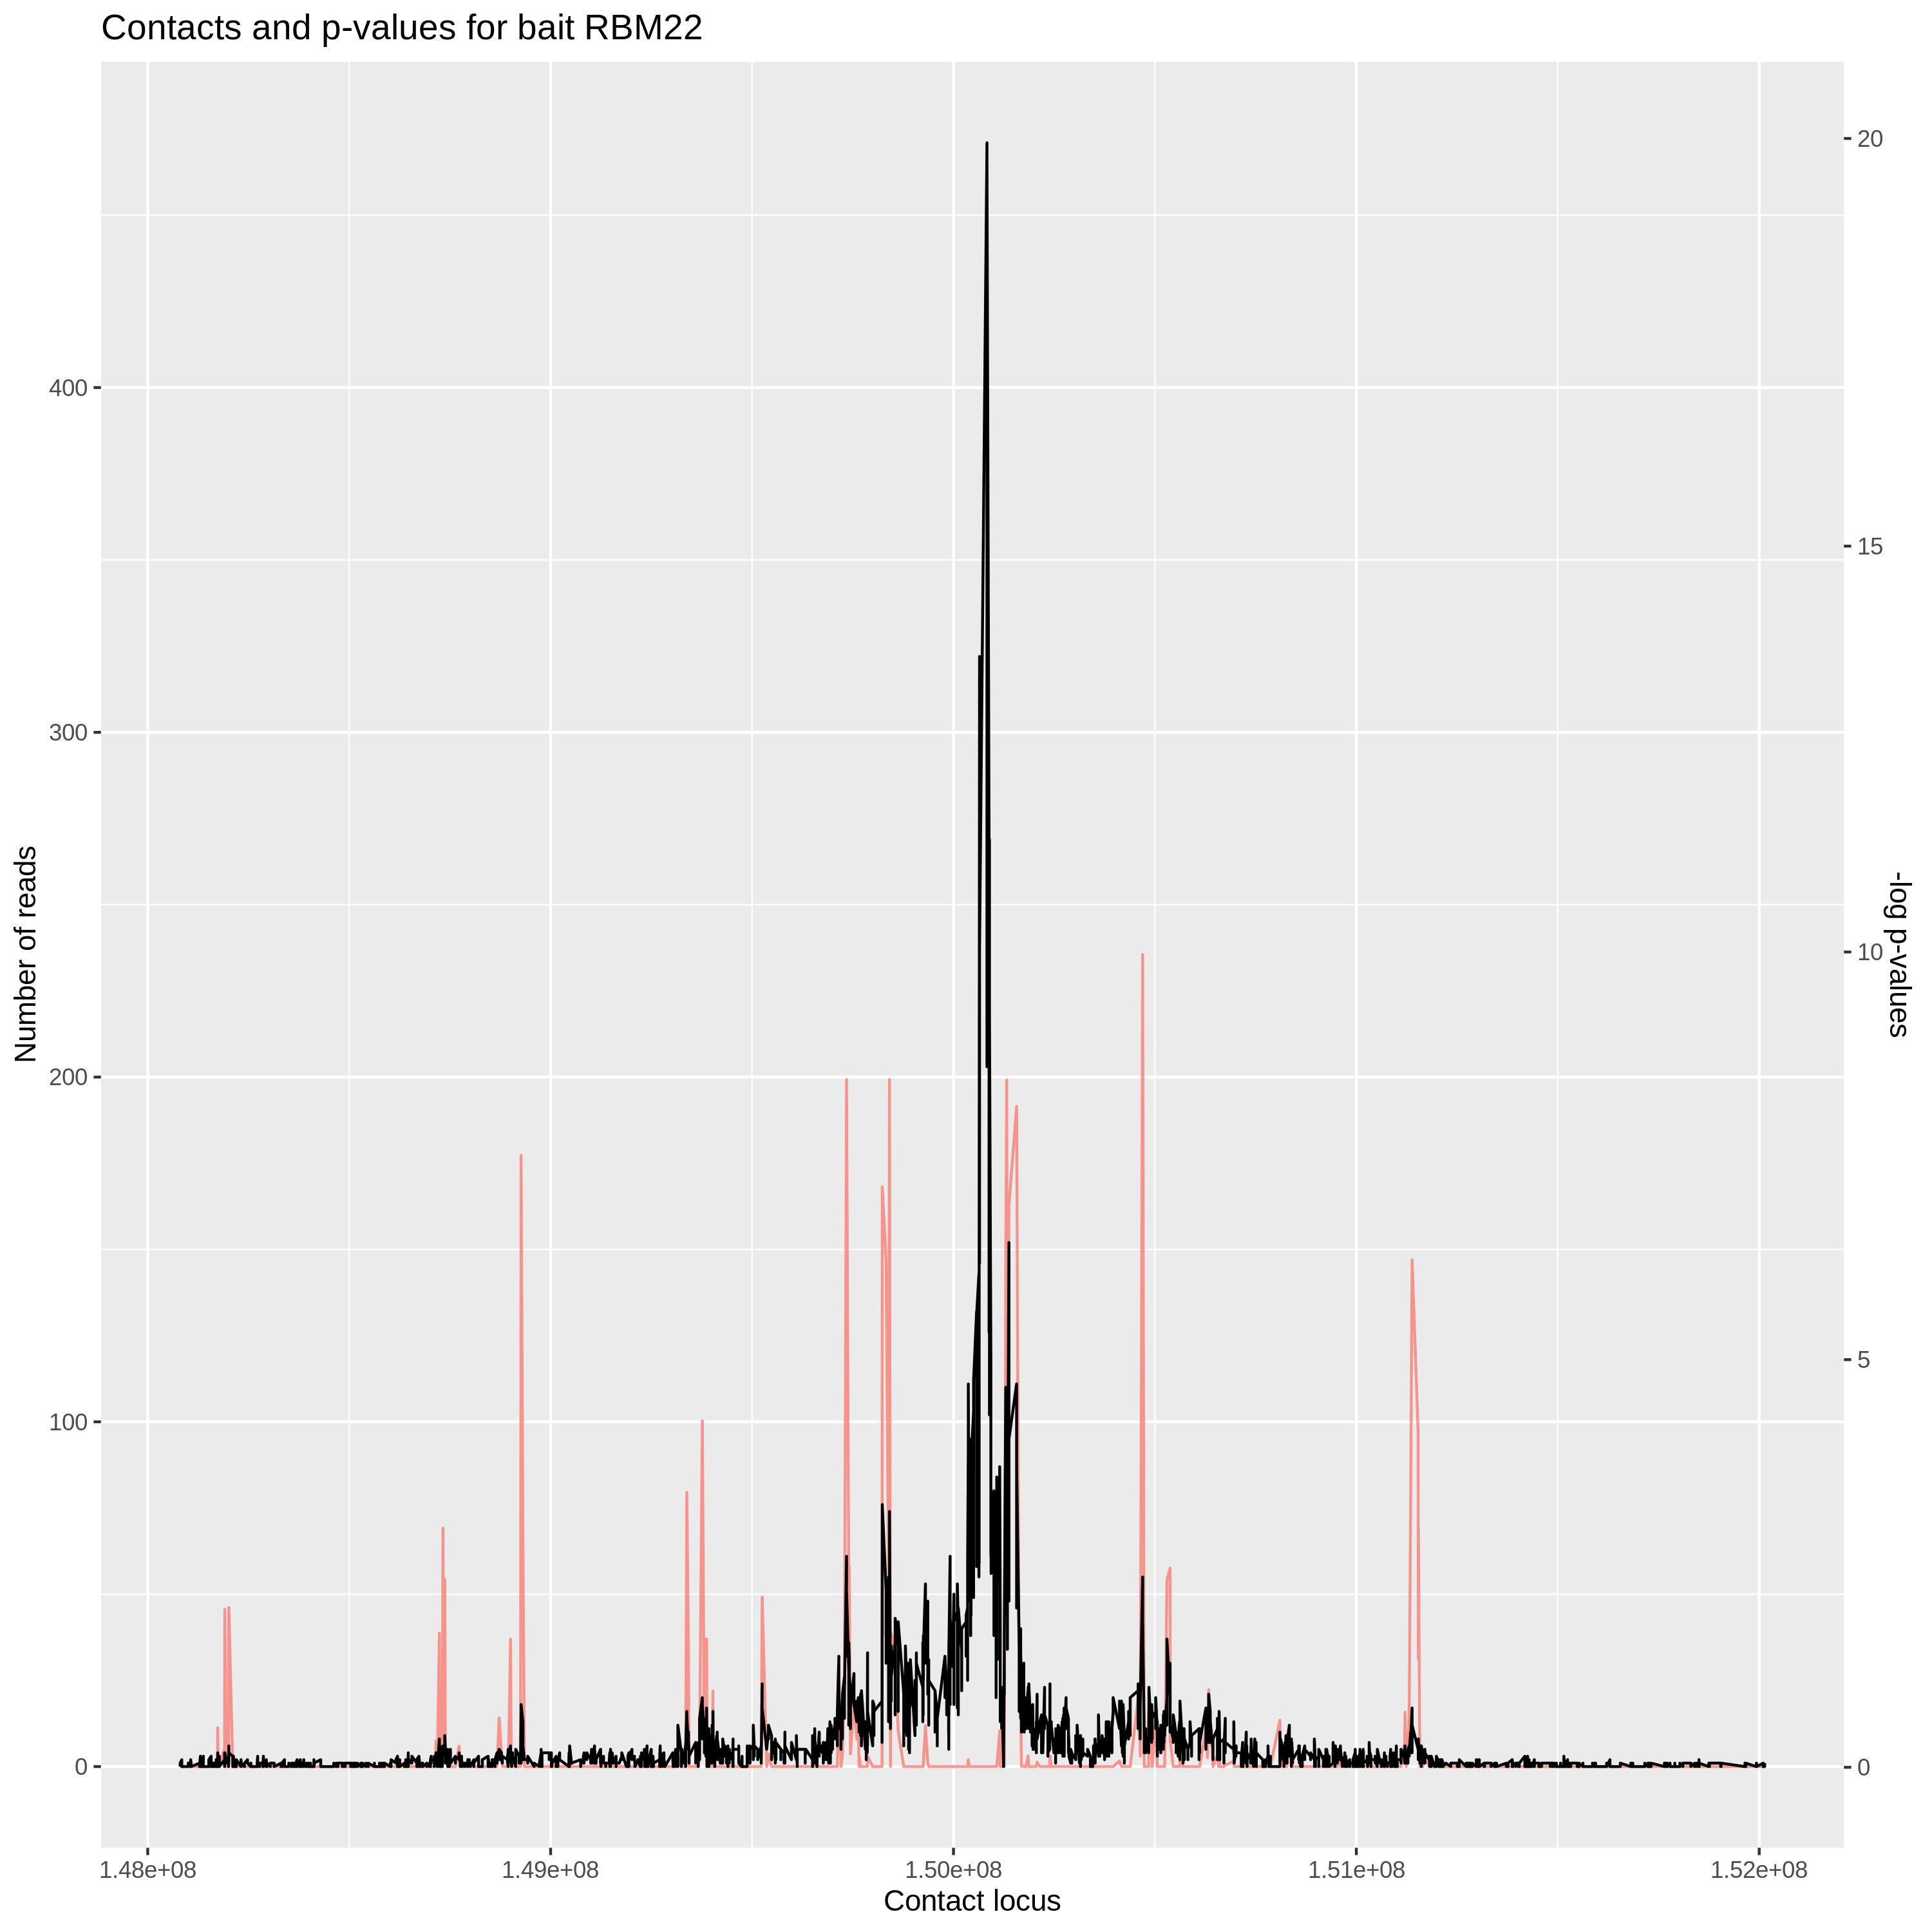 Contacts and p-values for bait RBM22
Number of reads
400
300
200
100
0
20
15
10
5
0
-log p-values
1.48e+08
1.49e+08
1.50e+08
1.51e+08
1.52e+08
Contact locus